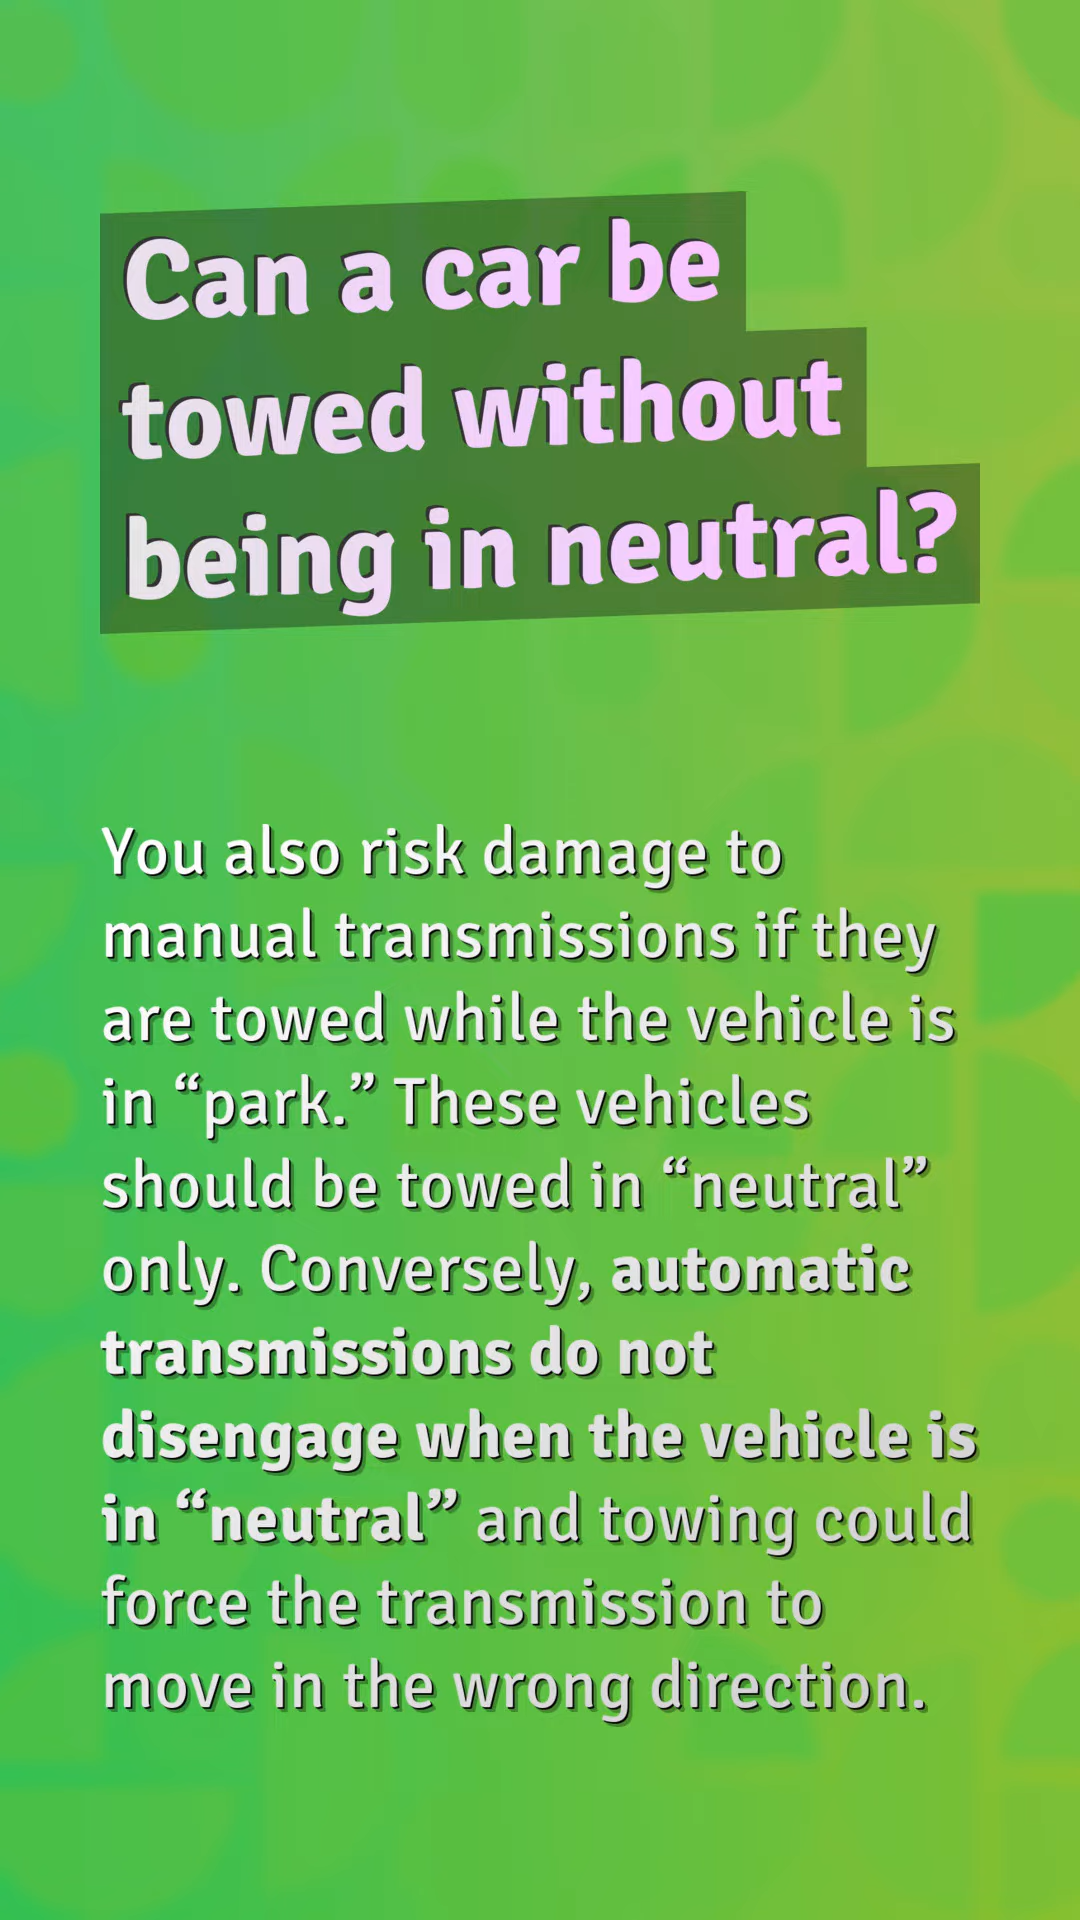 Can a car be
towed without
being in neutral?
You also risk damage to
manual transmissions if they
are towed while the vehicle is
in “park.” These vehicles
should be towed in “neutral”
only. Conversely, automatic
transmissions do not
disengage when the vehicle is
in “neutral” and towing could
force the transmission to
move in the wrong direction.